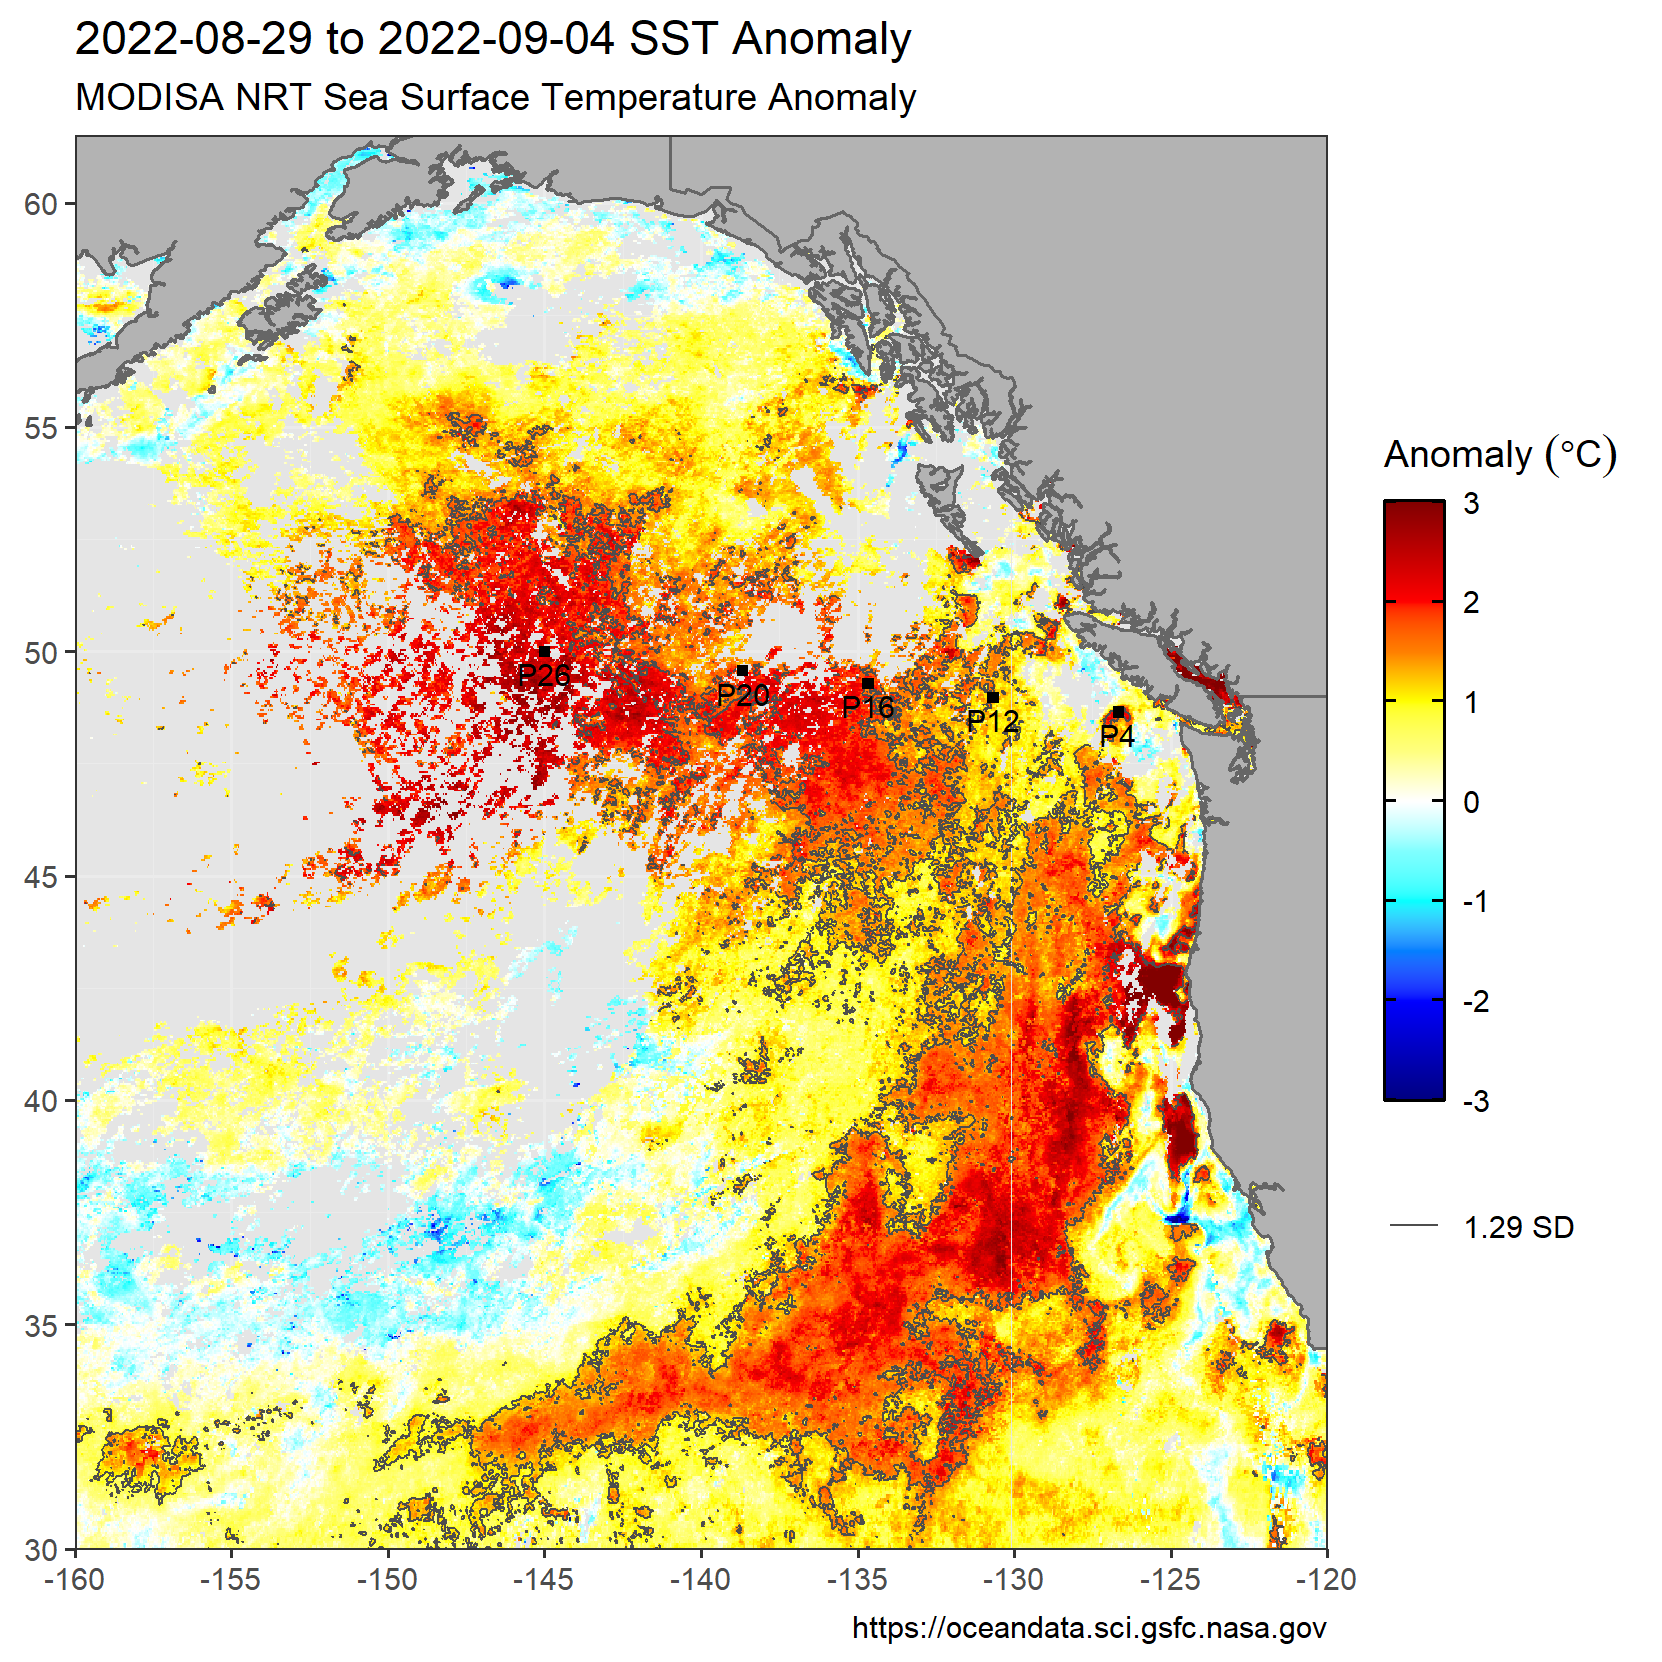 2022-08-29 to 2022-09-04 SST Anomaly
MODISA NRT Sea Surface Temperature Anomaly
60
55
50
45
40
35
30
P26
P20
P16
P12
P4
-160
-155
-150
-145
-140
-135
-130
-125
-120
Anomaly (°C)
3
2
1
0
-1
-2
-3
1.29 SD
https://oceandata.sci.gsfc.nasa.gov